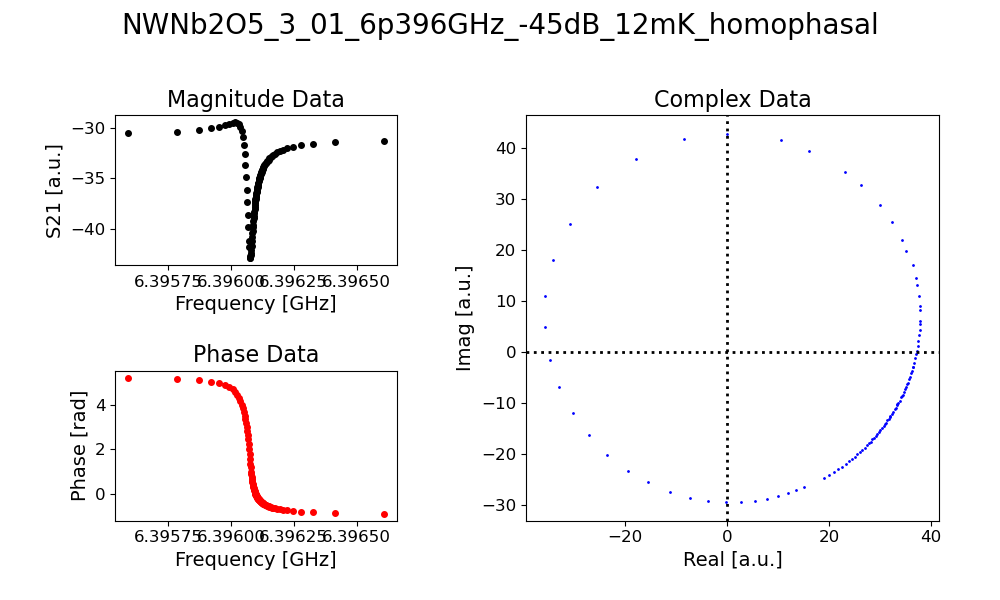 NWNb2O5_3_01_6p396GHz_-45dB_12mK_homophasal
Magnitude Data
S21 [a.u.]
−30
−35
−40
6.39575 6.39600 6.39625 6.39650
Frequency [GHz]
Phase Data
Phase [rad]
4
2
0
6.39575 6.39600 6.39625 6.39650
Frequency [GHz]
Complex Data
Imag [a.u.]
40
30
20
10
0
−10
−20
−30
−20 0 20 40
Real [a.u.]